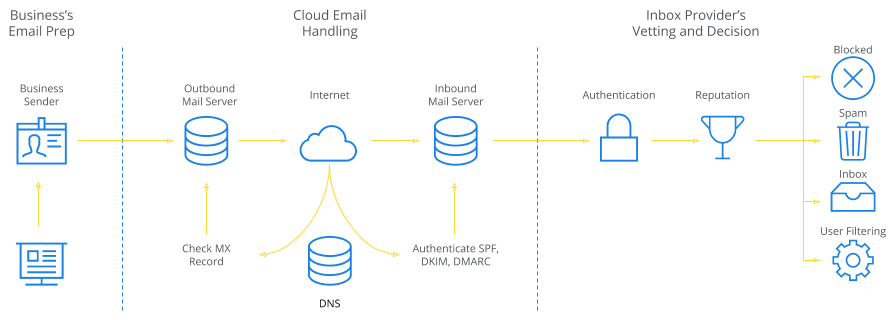 Business's
Email Prep
Cloud Email
Handling
Inbox Provider's
Vetting and Decision
Business
Sender
Outbound
Mail Server
Internet
Inbound
Mail Server
Authentication
Reputation
Blocked
Spam
Inbox
User Filtering
Check MX
Record
Authenticate SPF,
DKIM, DMARC
DNS